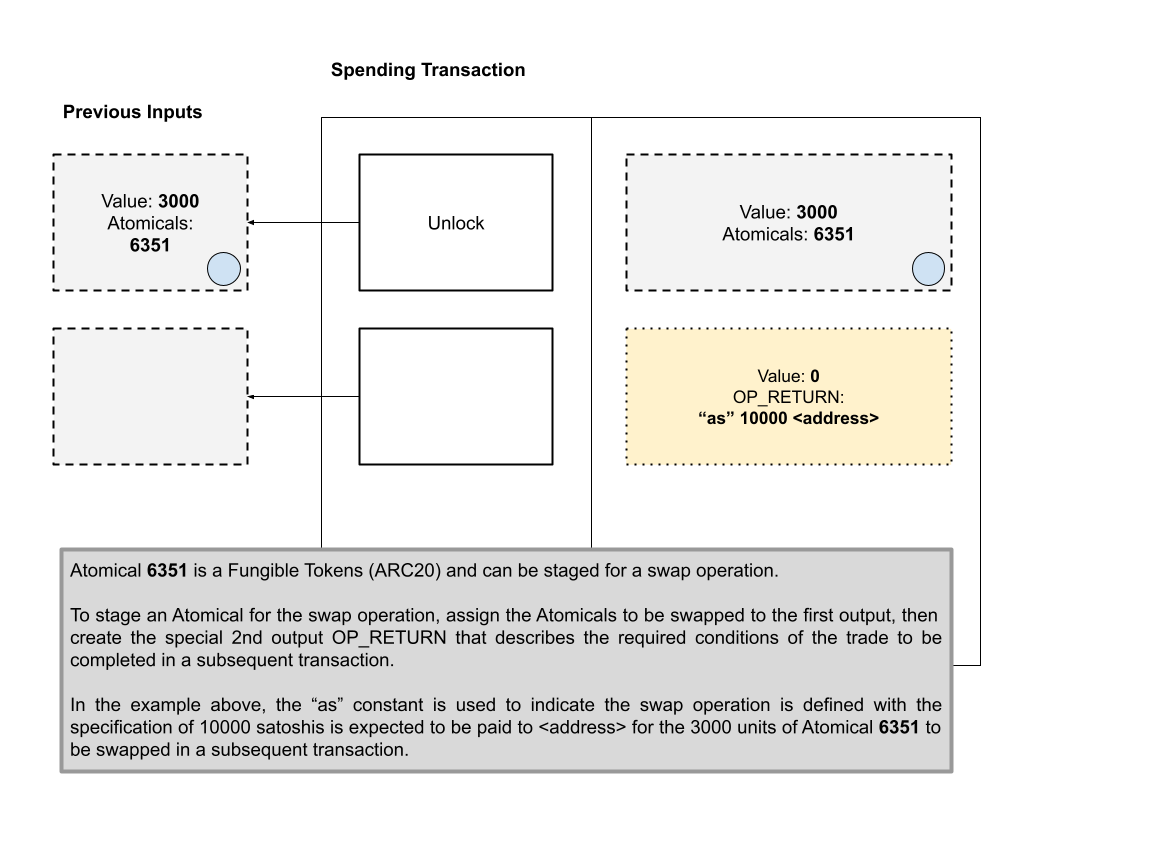 Spending Transaction
Previous Inputs
Value: 3000
Atomicals:
6351
Unlock
Value: 3000
Atomicals: 6351
Value: 0
OP_RETURN:
“as” 10000 <address>
Atomical 6351 is a Fungible Tokens (ARC20) and can be staged for a swap operation.
To stage an Atomical for the swap operation, assign the Atomicals to be swapped to the first output, then
create the special 2nd output OP_RETURN that describes the required conditions of the trade to be
completed in a subsequent transaction.
In the example above, the “as” constant is used to indicate the swap operation is defined with the
specification of 10000 satoshis is expected to be paid to <address> for the 3000 units of Atomical 6351 to
be swapped in a subsequent transaction.